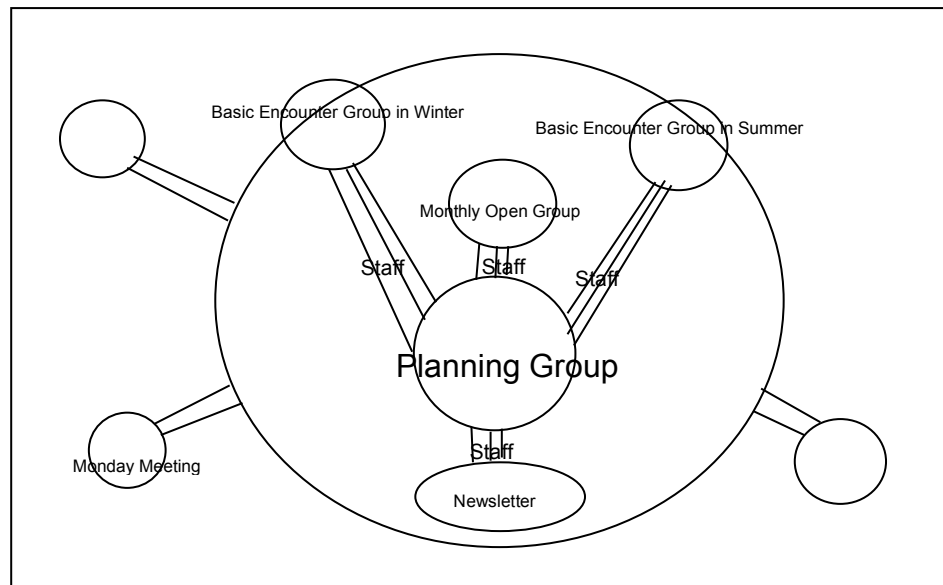 Basic Encounter Group in Winter
Basic Encounter Group in Summer
Monthly Open Group
Staff
Staff
Staff
Planning Group
Staff
Monday Meeting
Newsletter